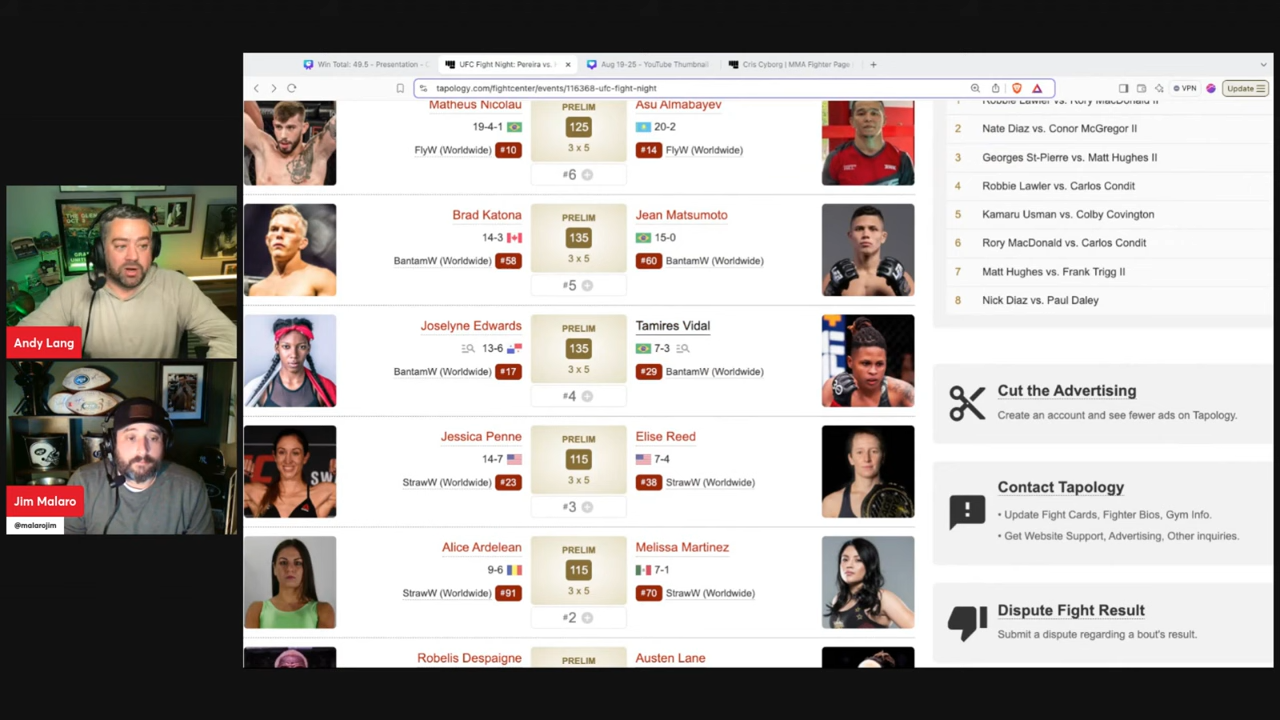 Win Total: 49.5 - Presentation - C
UFC Fight Night: Pereira vs.
Aug 19-25 - YouTube Thumbnail
Cris Cyborg | MMA Fighter Page
tapology.com/fightcenter/events/116368-ufc-fight-night
VPN
Update
Matheus Nicolau
PRELIM
Asu Almabayev
19-4-1
125
20-2
FlyW (Worldwide) #10
3 x 5
#14 FlyW (Worldwide)
#6
Brad Katona
PRELIM
Jean Matsumoto
14-3
135
15-0
BantamW (Worldwide) #58
3 x 5
#60 BantamW (Worldwide)
#5
Joselyne Edwards
PRELIM
Tamires Vidal
13-6
135
7-3
BantamW (Worldwide) #17
3 x 5
#29 BantamW (Worldwide)
#4
Jessica Penne
PRELIM
Elise Reed
14-7
115
7-4
StrawW (Worldwide) #23
3 x 5
#38 StrawW (Worldwide)
#3
Alice Ardelean
PRELIM
Melissa Martinez
9-6
115
7-1
StrawW (Worldwide) #91
3 x 5
#70 StrawW (Worldwide)
#2
Robelis Despaigne
PRELIM
Austen Lane
1 Robbie Lawler vs. Rory MacDonald II
2 Nate Diaz vs. Conor McGregor II
3 Georges St-Pierre vs. Matt Hughes II
4 Robbie Lawler vs. Carlos Condit
5 Kamaru Usman vs. Colby Covington
6 Rory MacDonald vs. Carlos Condit
7 Matt Hughes vs. Frank Trigg II
8 Nick Diaz vs. Paul Daley
Cut the Advertising
Create an account and see fewer ads on Tapology.
Contact Tapology
• Update Fight Cards, Fighter Bios, Gym Info.
• Get Website Support, Advertising, Other inquiries.
Dispute Fight Result
Submit a dispute regarding a bout's result.
Andy Lang
Jim Malaro
@malarojim